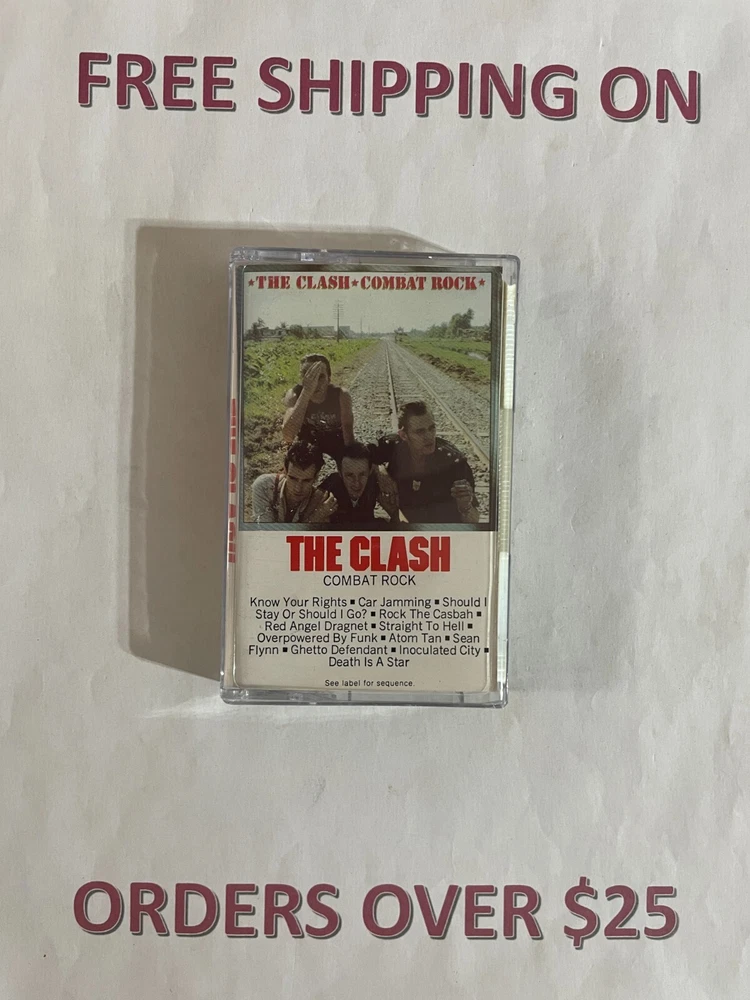 FREE SHIPPING ON
★THE CLASH★COMBAT ROCK★
THE CLASH
COMBAT ROCK
Know Your Rights ■ Car Jamming ■ Should I
Stay Or Should I Go? ■ Rock The Casbah ■
Red Angel Dragnet ■ Straight To Hell ■
Overpowered By Funk ■ Atom Tan ■ Sean
Flynn ■ Ghetto Defendant ■ Inoculated City ■
Death Is A Star
See label for sequence.
ORDERS OVER $25